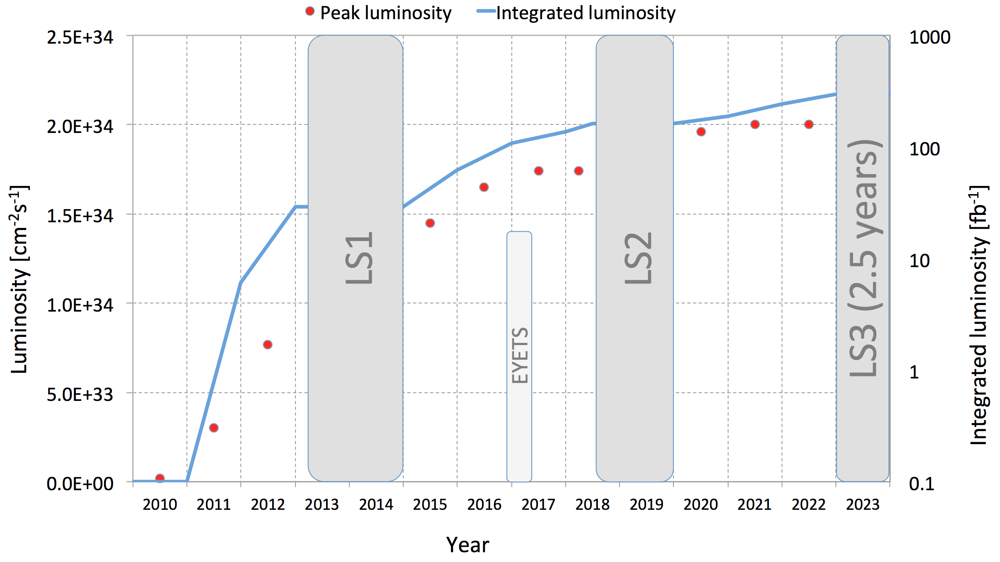 Peak luminosity Integrated luminosity
2.5E+34
2.0E+34
1.5E+34
1.0E+34
5.0E+33
0.0E+00
Luminosity [cm⁻²s⁻¹]
LS1
EYETS
LS2
LS3 (2.5 years)
1000
100
10
1
0.1
Integrated luminosity [fb⁻¹]
2010 2011 2012 2013 2014 2015 2016 2017 2018 2019 2020 2021 2022 2023
Year